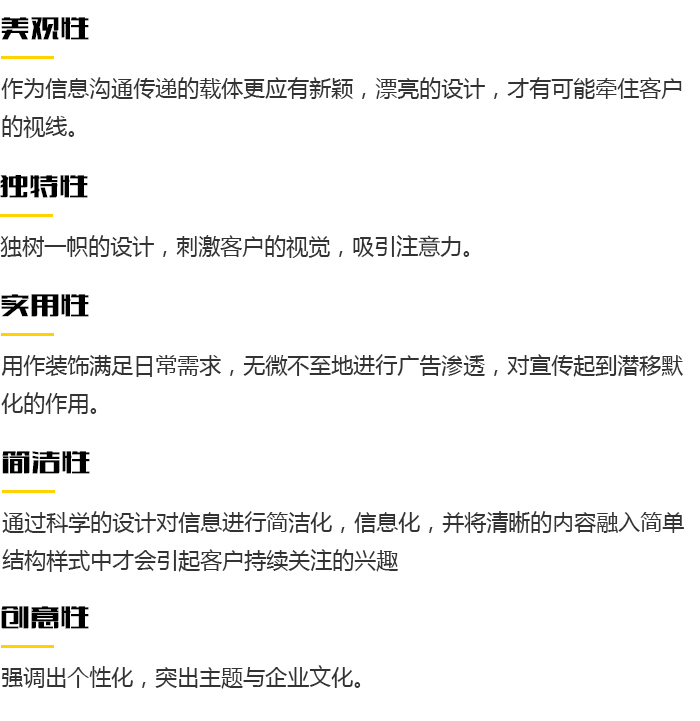 美观性
作为信息沟通传递的载体更应有新颖，漂亮的设计，才有可能牵住客户
的视线。
独特性
独树一帜的设计，刺激客户的视觉，吸引注意力。
实用性
用作装饰满足日常需求，无微不至地进行广告渗透，对宣传起到潜移默
化的作用。
简洁性
通过科学的设计对信息进行简洁化，信息化，并将清晰的内容融入简单
结构样式中才会引起客户持续关注的兴趣
创意性
强调出个性化，突出主题与企业文化。